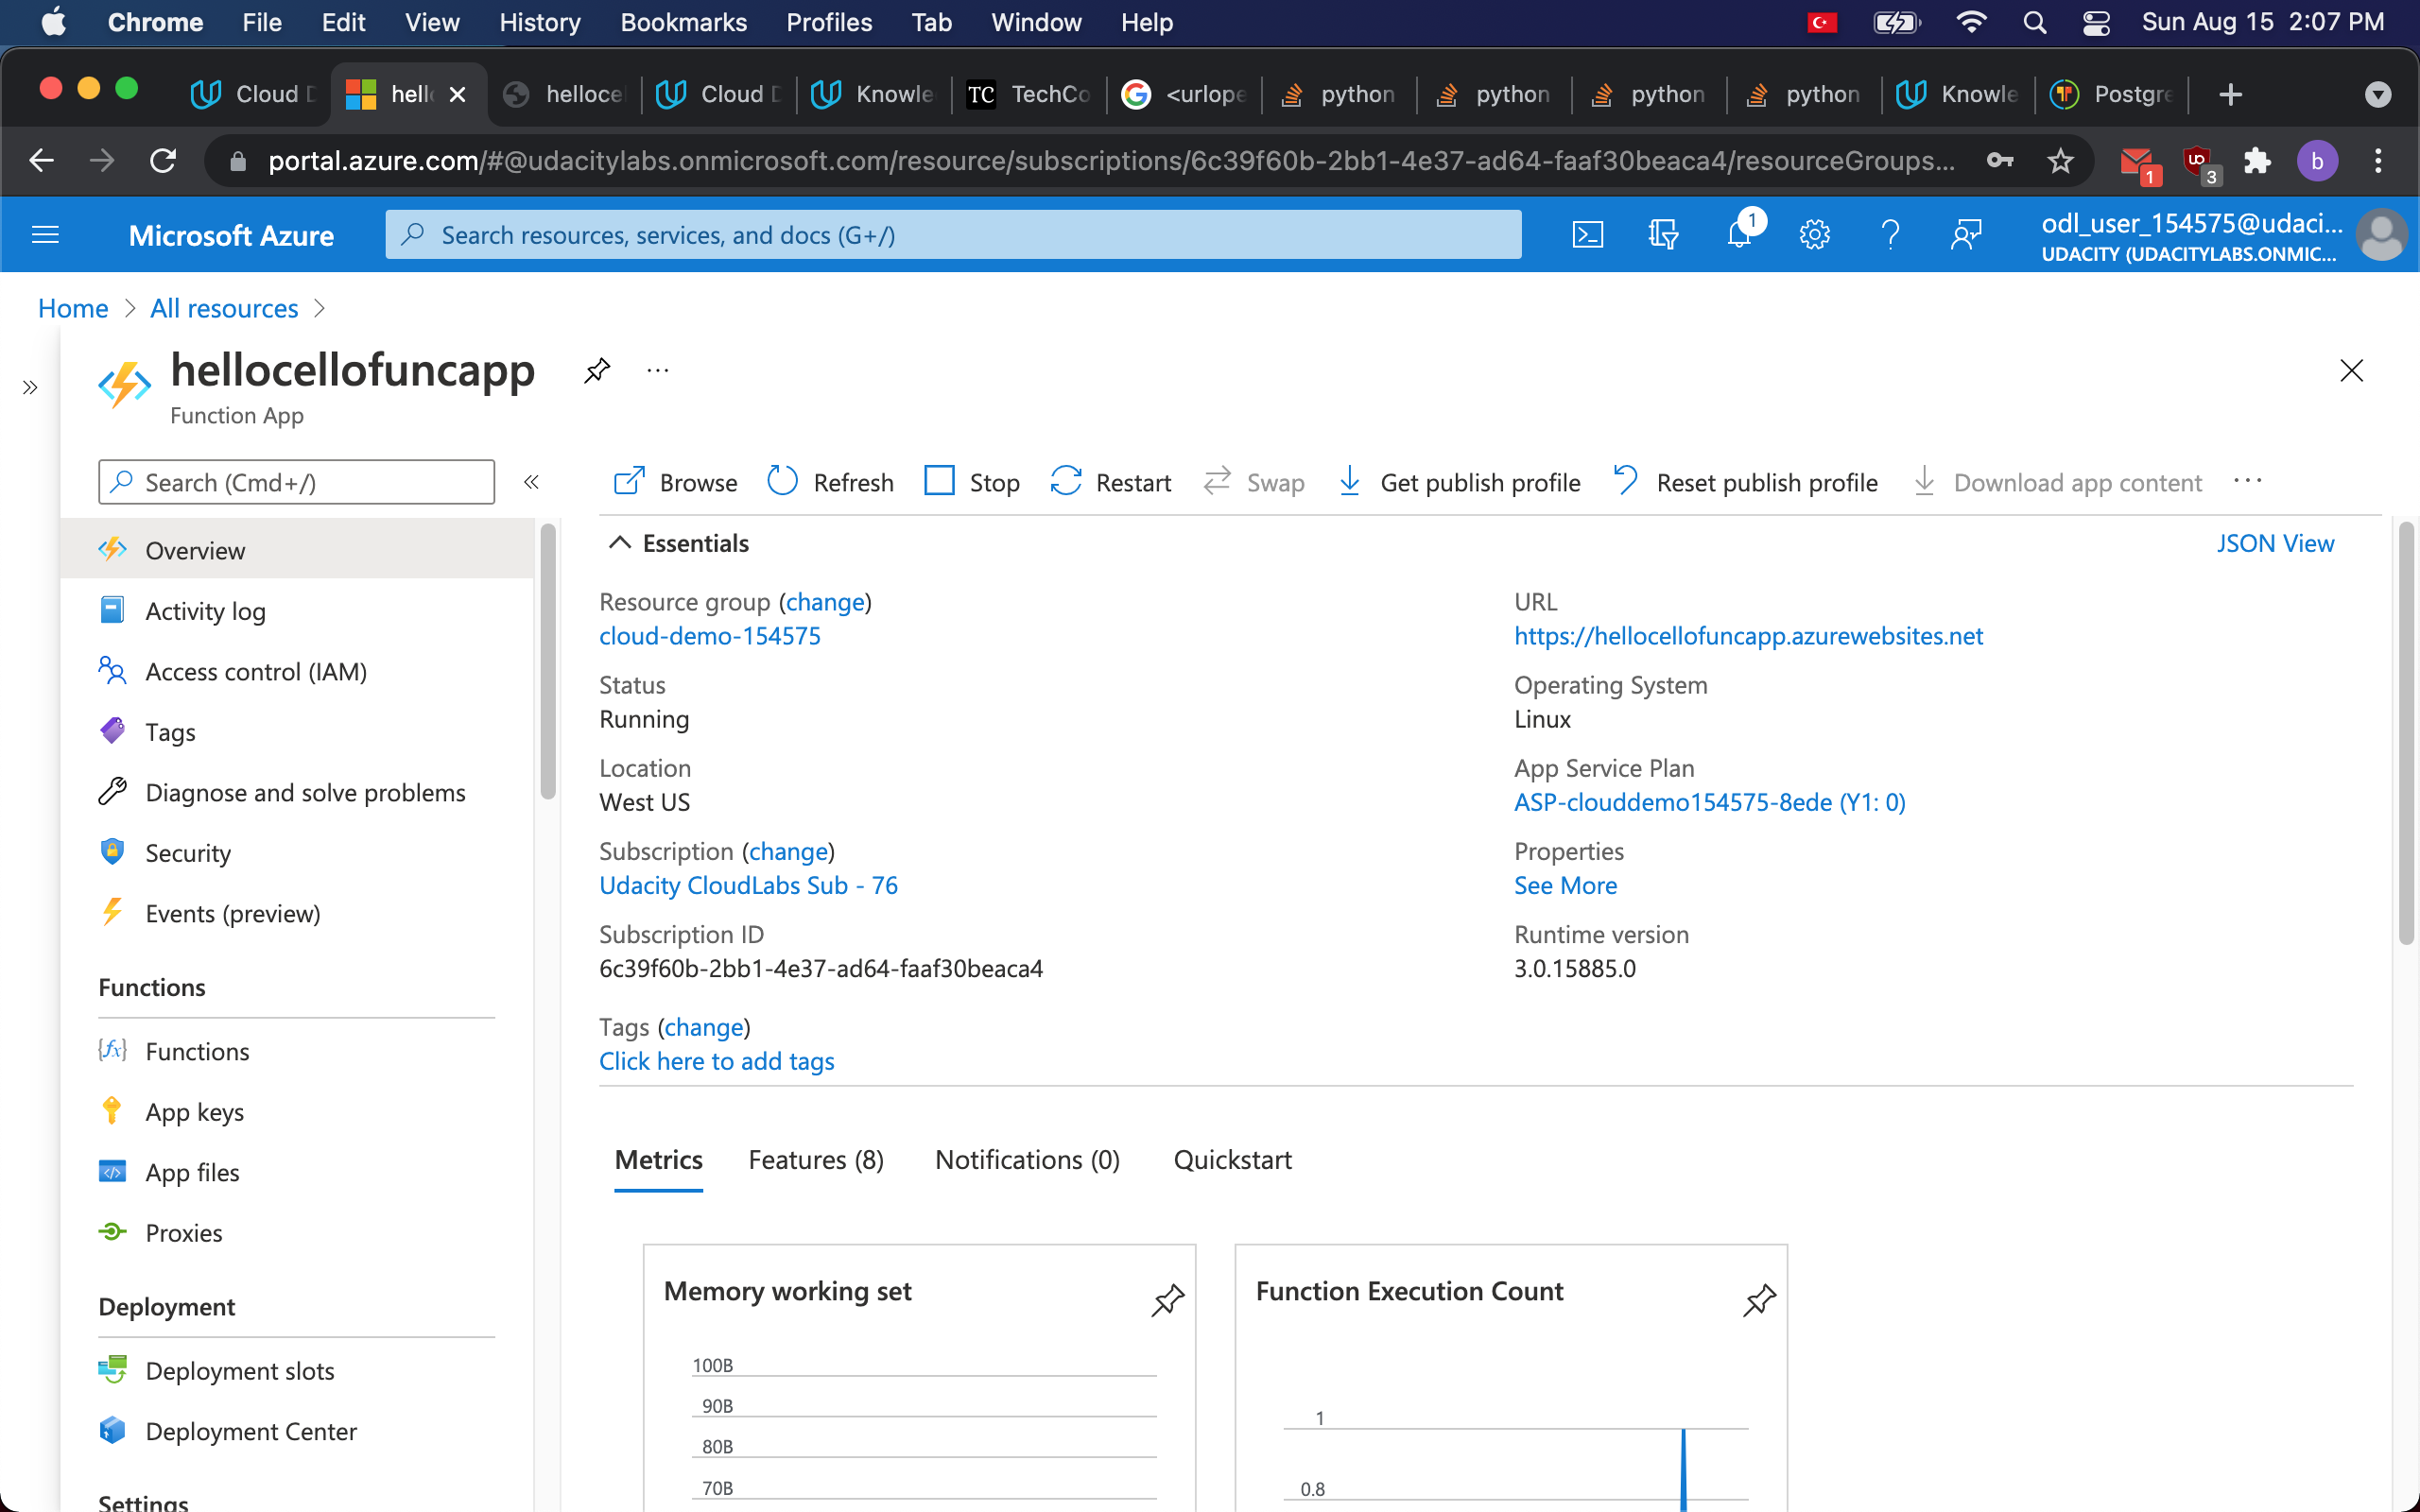 Chrome File Edit View History Bookmarks Profiles Tab Window Help Sun Aug 15 2:07 PM
Cloud D hello hellocel Cloud D Knowle TC TechCo <urlope python python python python Knowle Postgre
portal.azure.com/#@udacitylabs.onmicrosoft.com/resource/subscriptions/6c39f60b-2bb1-4e37-ad64-faaf30beaca4/resourceGroups... 1 3 b
Microsoft Azure Search resources, services, and docs (G+/) 1 odl_user_154575@udaci...
UDACITY (UDACITYLABS.ONMIC...
Home > All resources >
hellocellofuncapp ...
Function App
Search (Cmd+/) « Browse Refresh Stop Restart Swap Get publish profile Reset publish profile Download app content ...
Overview
Activity log
Access control (IAM)
Tags
Diagnose and solve problems
Security
Events (preview)
Functions
Functions
App keys
App files
Proxies
Deployment
Deployment slots
Deployment Center
Settings
Essentials JSON View
Resource group (change)
cloud-demo-154575
Status
Running
Location
West US
Subscription (change)
Udacity CloudLabs Sub - 76
Subscription ID
6c39f60b-2bb1-4e37-ad64-faaf30beaca4
Tags (change)
Click here to add tags
URL
https://hellocellofuncapp.azurewebsites.net
Operating System
Linux
App Service Plan
ASP-clouddemo154575-8ede (Y1: 0)
Properties
See More
Runtime version
3.0.15885.0
Metrics Features (8) Notifications (0) Quickstart
Memory working set
100B
90B
80B
70B
Function Execution Count
1
0.8